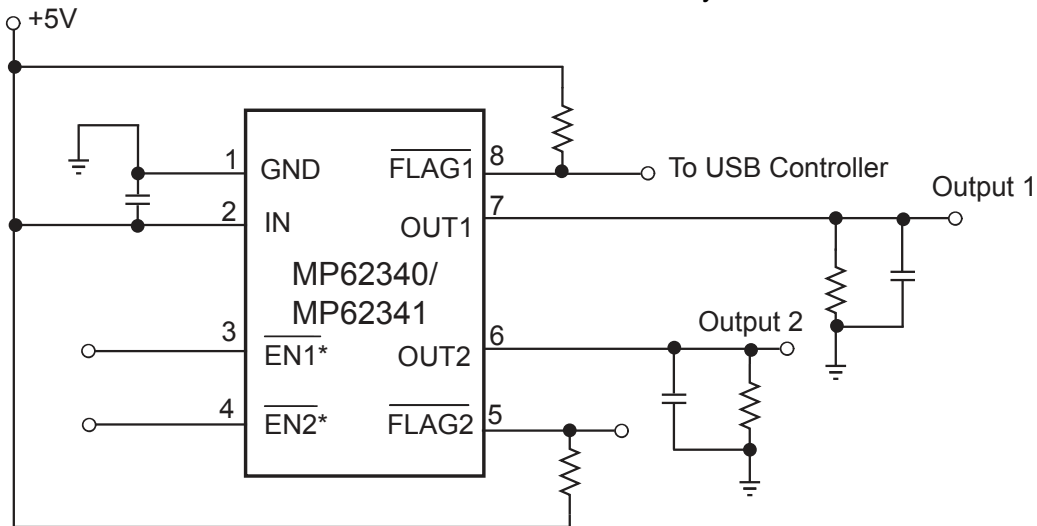 +5V
1
GND
FLAG1
8
To USB Controller
Output 1
2
IN
7
OUT1
MP62340/
MP62341
3
EN1*
6
OUT2
Output 2
4
EN2*
FLAG2
5